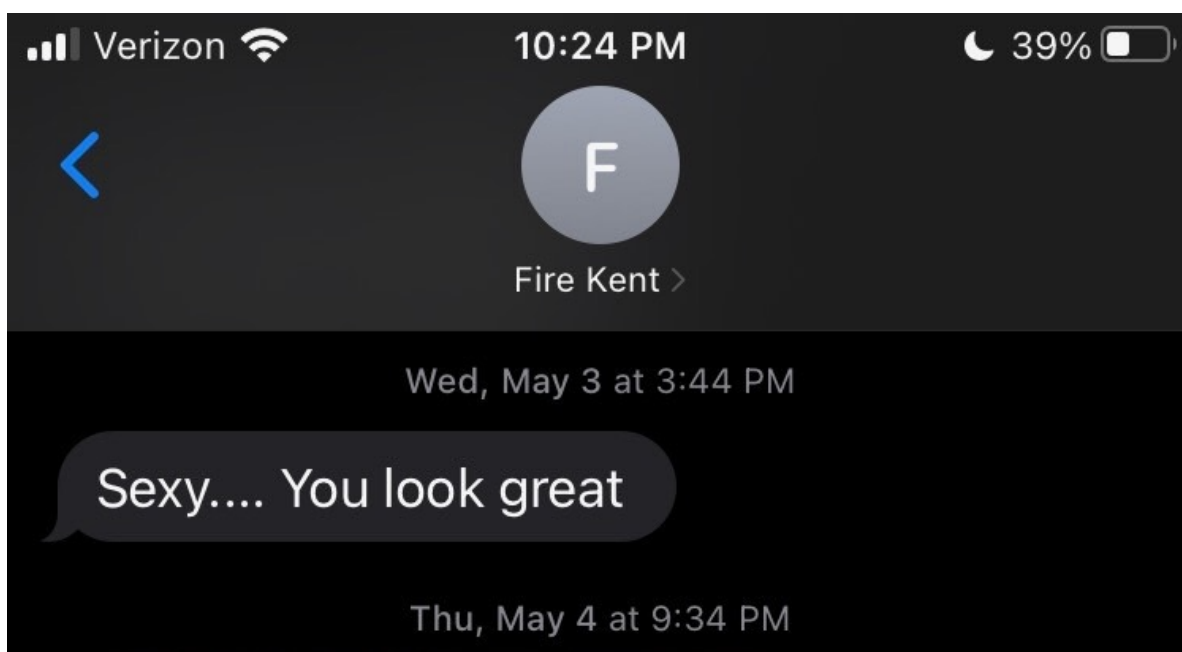 Verizon 10:24 PM 39%
F
Fire Kent
Wed, May 3 at 3:44 PM
Sexy.... You look great
Thu, May 4 at 9:34 PM